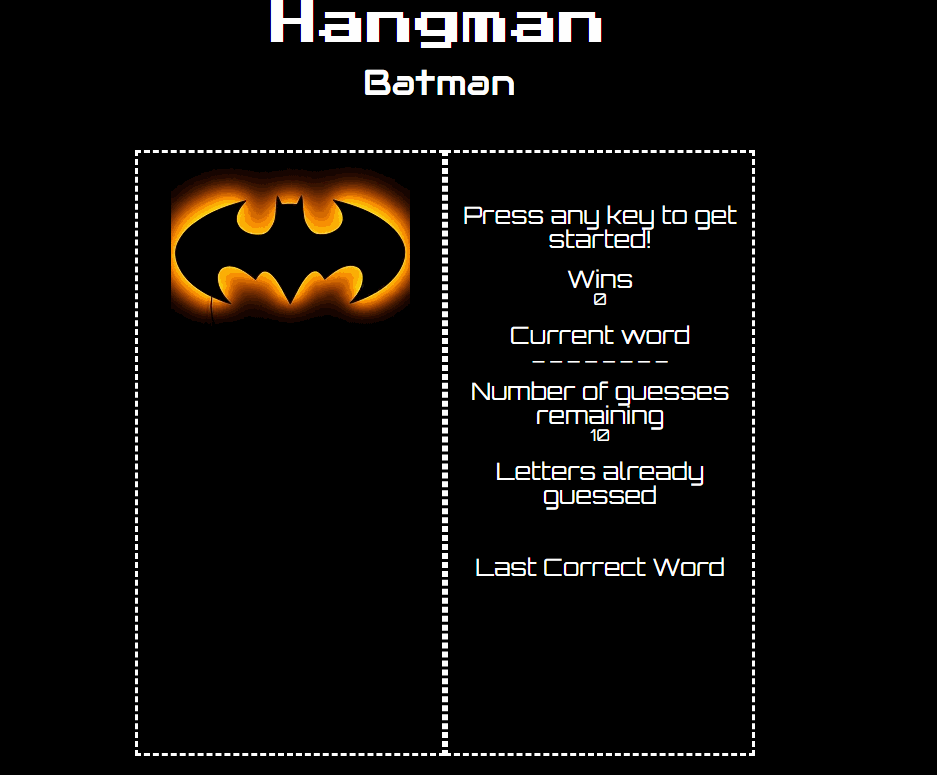 Hangman
Batman
Press any key to get
started!
Wins
0
Current word
_ _ _ _ _ _ _ _
Number of guesses
remaining
10
Letters already
guessed
Last Correct Word